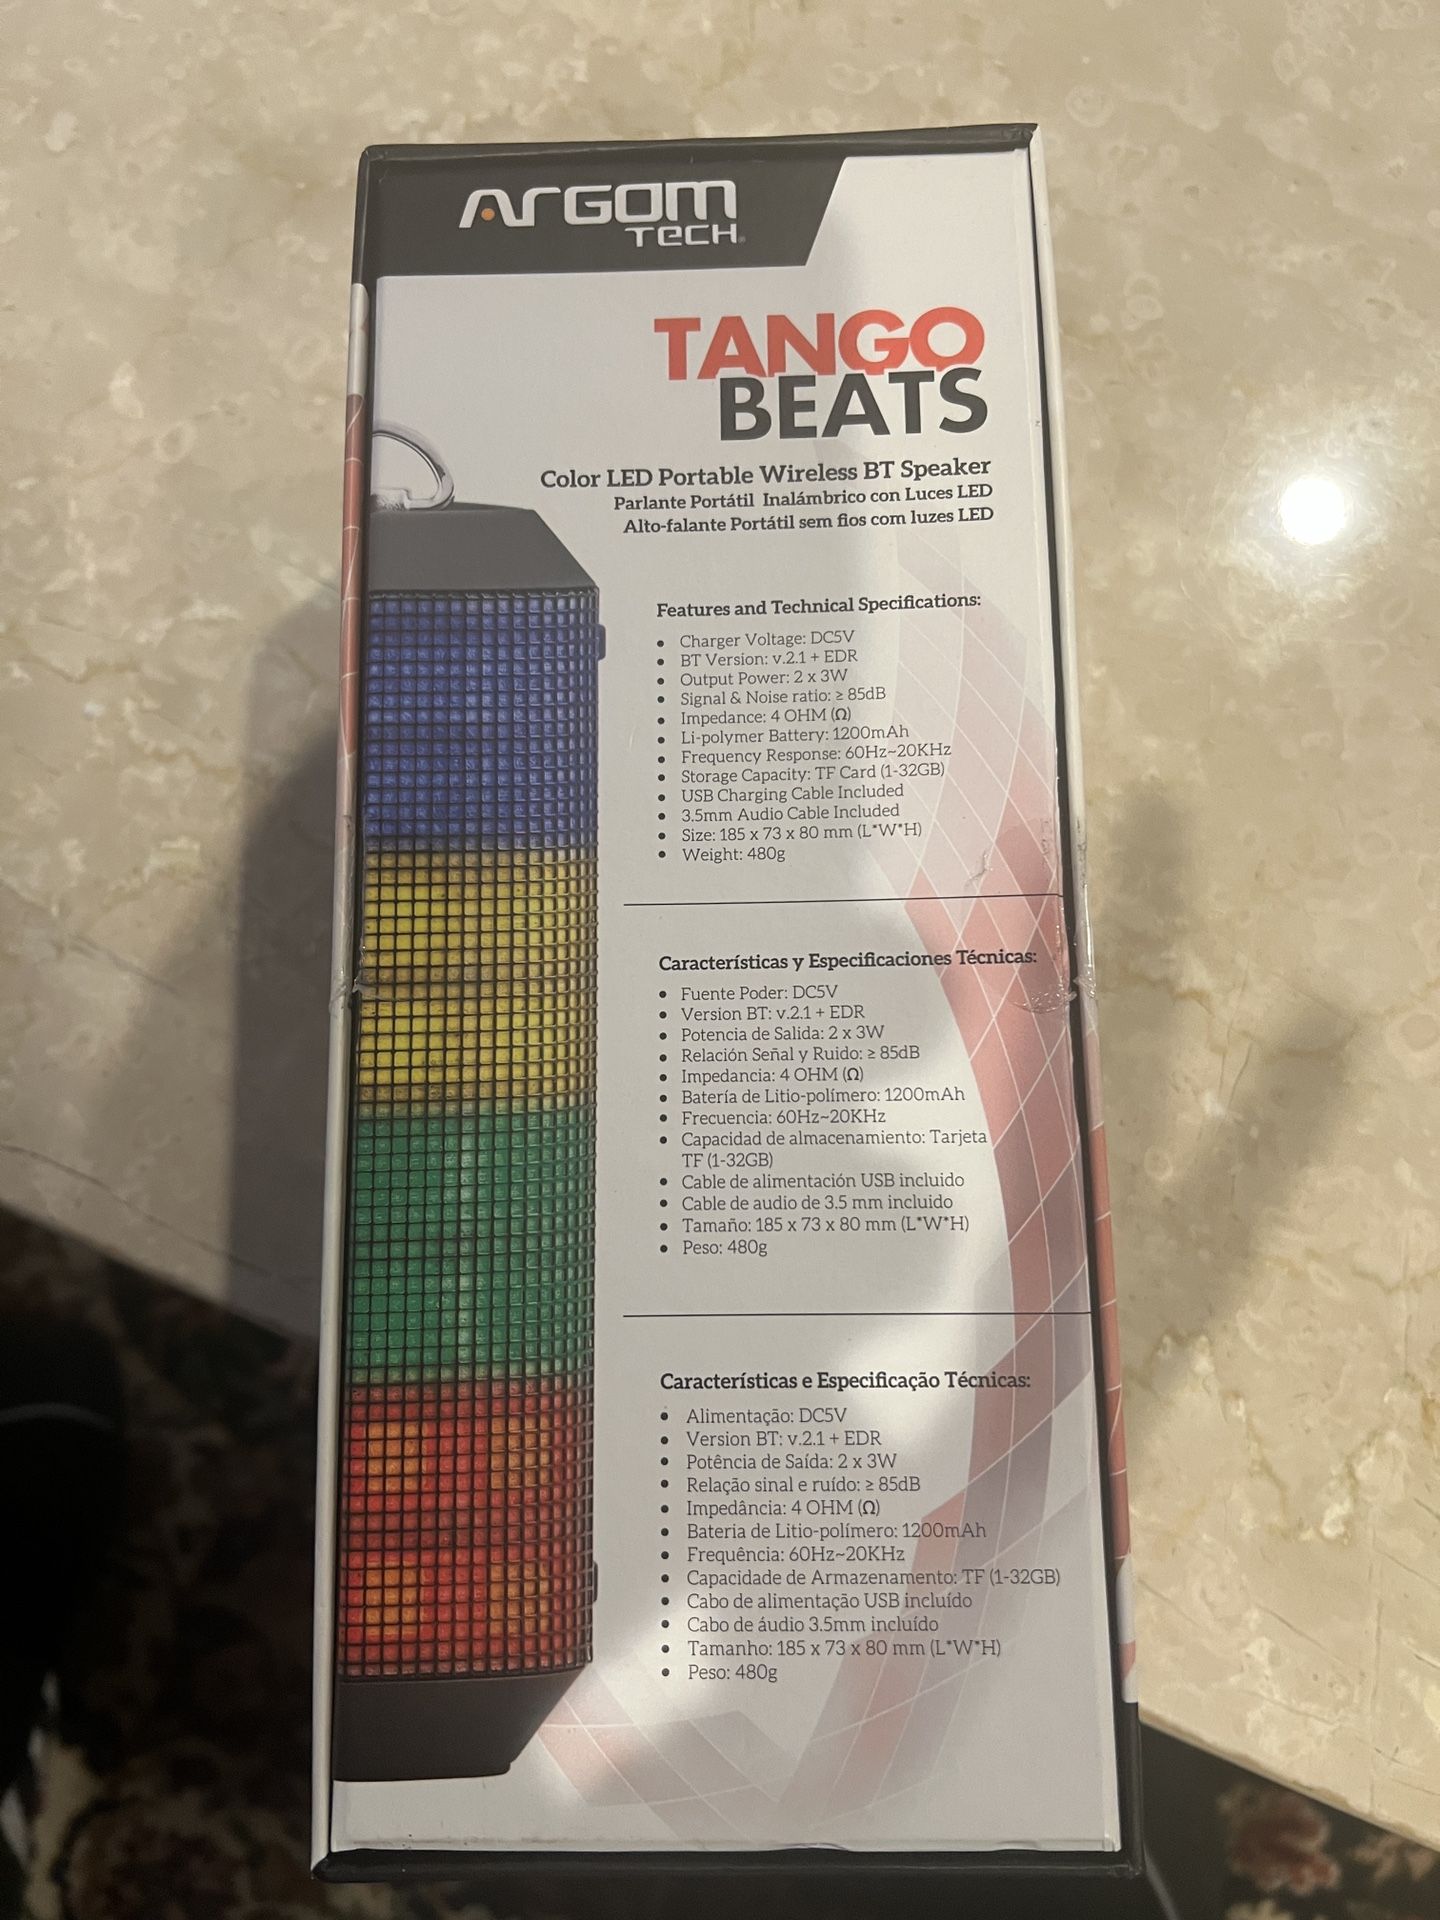 ArGom
TecH
TANGO
BEATS
Color LED Portable Wireless BT Speaker
Parlante Portátil Inalámbrico con Luces LED
Alto-falante Portátil sem fios com luzes LED
Features and Technical Specifications:
• Charger Voltage: DC5V
• BT Version: v.2.1 + EDR
• Output Power: 2 x 3W
• Signal & Noise ratio: ≥ 85dB
• Impedance: 4 OHM (Ω)
• Li-polymer Battery: 1200mAh
• Frequency Response: 60Hz~20KHz
• Storage Capacity: TF Card (1-32GB)
• USB Charging Cable Included
• 3.5mm Audio Cable Included
• Size: 185 x 73 x 80 mm (L*W*H)
• Weight: 480g
Características y Especificaciones Técnicas:
• Fuente Poder: DC5V
• Version BT: v.2.1 + EDR
• Potencia de Salida: 2 x 3W
• Relación Señal y Ruido: ≥ 85dB
• Impedancia: 4 OHM (Ω)
• Batería de Litio-polímero: 1200mAh
• Frecuencia: 60Hz~20KHz
• Capacidad de almacenamiento: Tarjeta
TF (1-32GB)
• Cable de alimentación USB incluido
• Cable de audio de 3.5 mm incluido
• Tamaño: 185 x 73 x 80 mm (L*W*H)
• Peso: 480g
Características e Especificação Técnicas:
• Alimentação: DC5V
• Version BT: v.2.1 + EDR
• Potência de Saída: 2 x 3W
• Relação sinal e ruído: ≥ 85dB
• Impedância: 4 OHM (Ω)
• Bateria de Litio-polímero: 1200mAh
• Frequência: 60Hz~20KHz
• Capacidade de Armazenamento: TF (1-32GB)
• Cabo de alimentação USB incluído
• Cabo de áudio 3.5mm incluído
• Tamanho: 185 x 73 x 80 mm (L*W*H)
• Peso: 480g